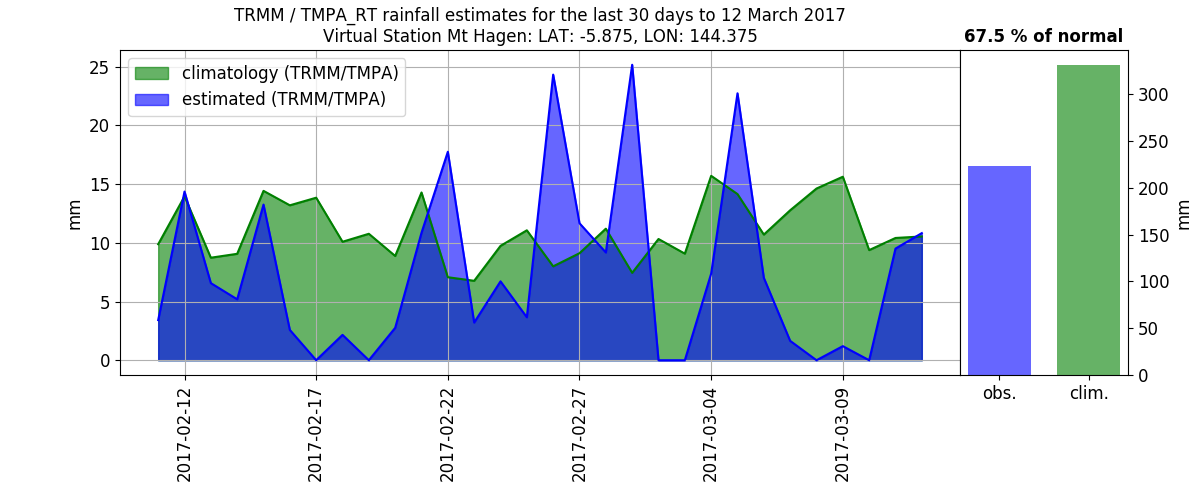 TRMM / TMPA_RT rainfall estimates for the last 30 days to 12 March 2017
Virtual Station Mt Hagen: LAT: -5.875, LON: 144.375
67.5 % of normal
climatology (TRMM/TMPA)
estimated (TRMM/TMPA)
25
20
15
10
5
0
mm
2017-02-12
2017-02-17
2017-02-22
2017-02-27
2017-03-04
2017-03-09
300
250
200
150
100
50
0
mm
obs.
clim.